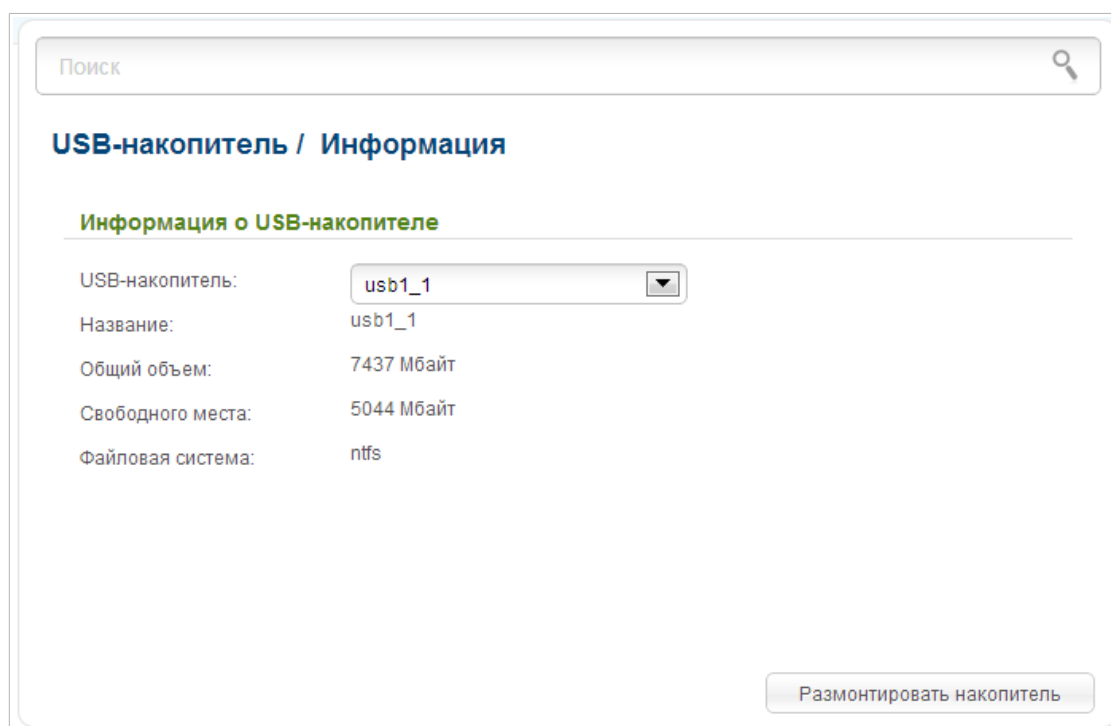 Поиск
USB-накопитель / Информация
Информация о USB-накопителе
USB-накопитель: usb1_1
Название: usb1_1
Общий объем: 7437 Мбайт
Свободного места: 5044 Мбайт
Файловая система: ntfs
Размонтировать накопитель